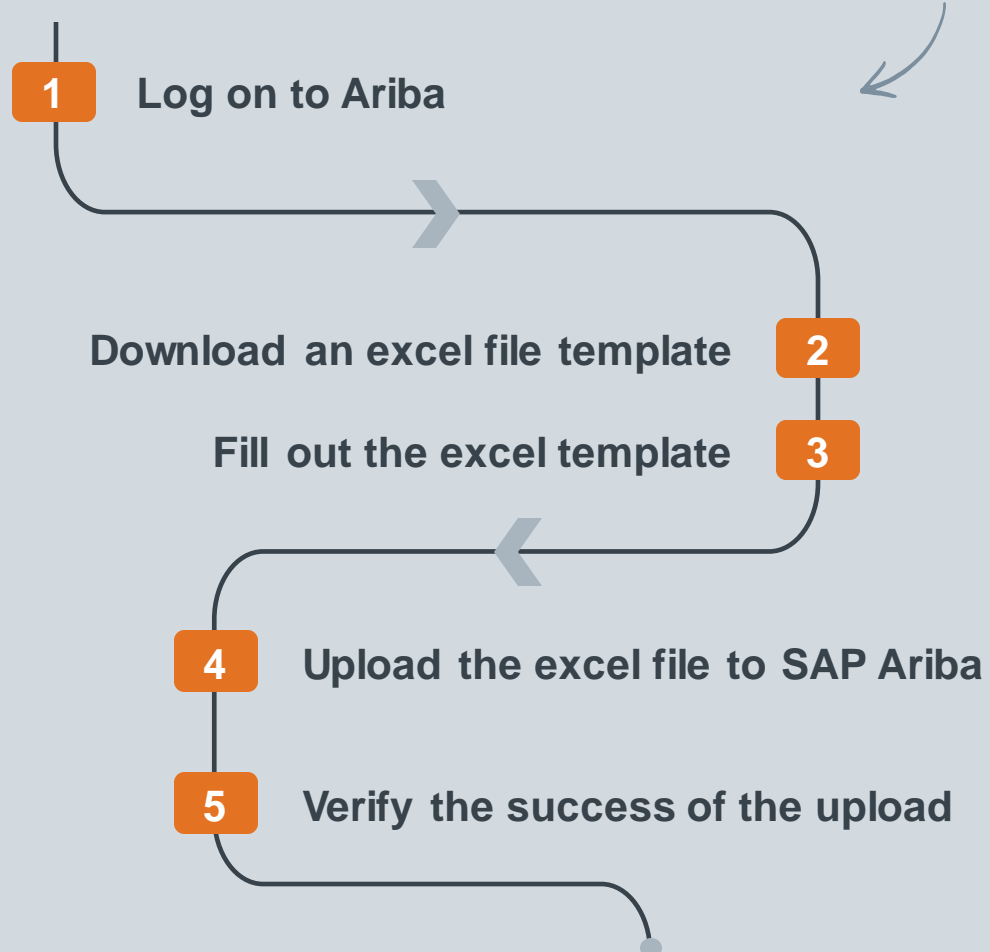 1 Log on to Ariba
Download an excel file template 2
Fill out the excel template 3
4 Upload the excel file to SAP Ariba
5 Verify the success of the upload